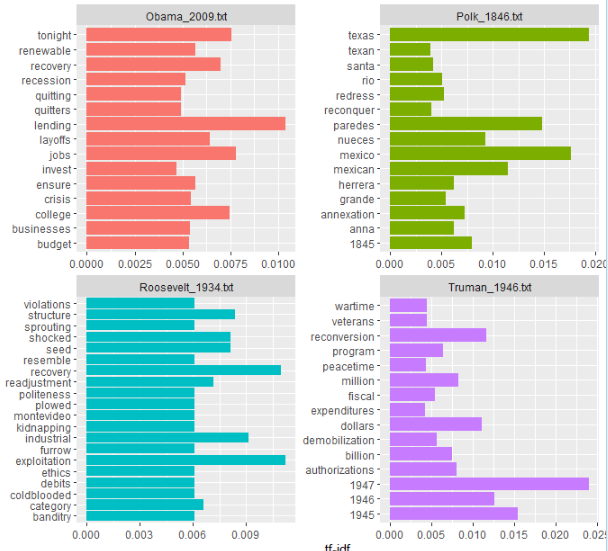 Obama_2009.txt
tonight
renewable
recovery
recession
quitting
quitters
lending
layoffs
jobs
invest
ensure
crisis
college
businesses
budget
0.0000 0.0025 0.0050 0.0075 0.0100
Polk_1846.txt
texas
texan
santa
rio
redress
reconquer
paredes
nueces
mexico
mexican
herrera
grande
annexation
anna
1845
0.000 0.005 0.010 0.015 0.020
Roosevelt_1934.txt
violations
structure
sprouting
shocked
seed
resemble
recovery
readjustment
politeness
plowed
montevideo
kidnapping
industrial
furrow
exploitation
ethics
debits
coldblooded
category
banditry
0.000 0.003 0.006 0.009
Truman_1946.txt
wartime
veterans
reconversion
program
peacetime
million
fiscal
expenditures
dollars
demobilization
billion
authorizations
1947
1946
1945
0.000 0.005 0.010 0.015 0.020 0.025
tf-idf